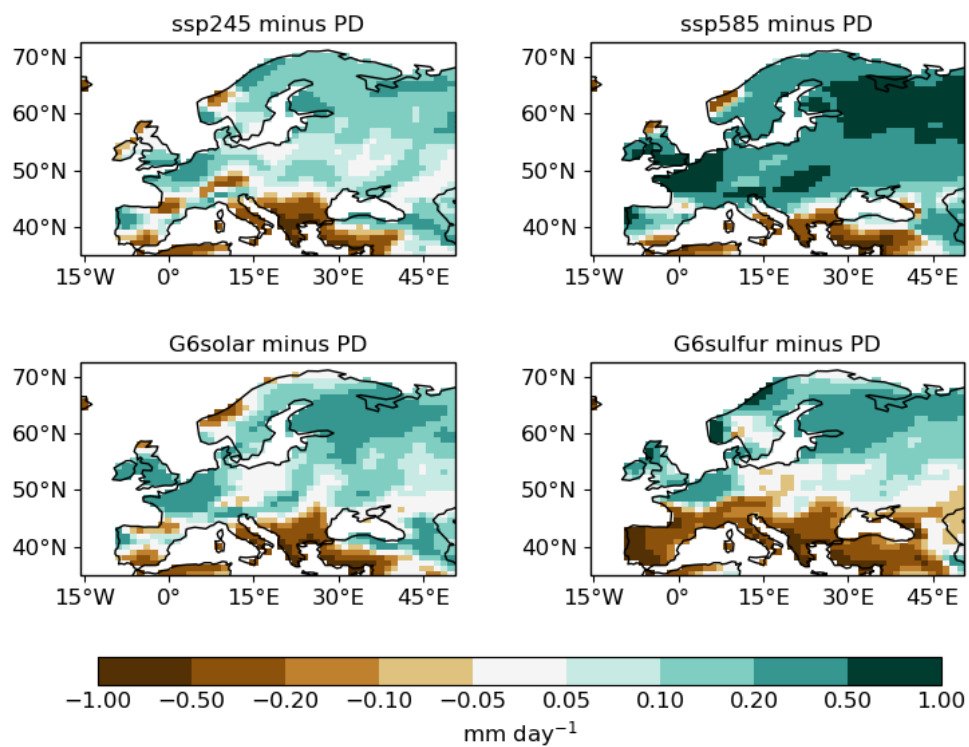 ssp245 minus PD
ssp585 minus PD
70°N
60°N
50°N
40°N
15°W 0° 15°E 30°E 45°E
70°N
60°N
50°N
40°N
15°W 0° 15°E 30°E 45°E
G6solar minus PD
G6sulfur minus PD
70°N
60°N
50°N
40°N
15°W 0° 15°E 30°E 45°E
70°N
60°N
50°N
40°N
15°W 0° 15°E 30°E 45°E
−1.00 −0.50 −0.20 −0.10 −0.05 0.05 0.10 0.20 0.50 1.00
mm day⁻¹